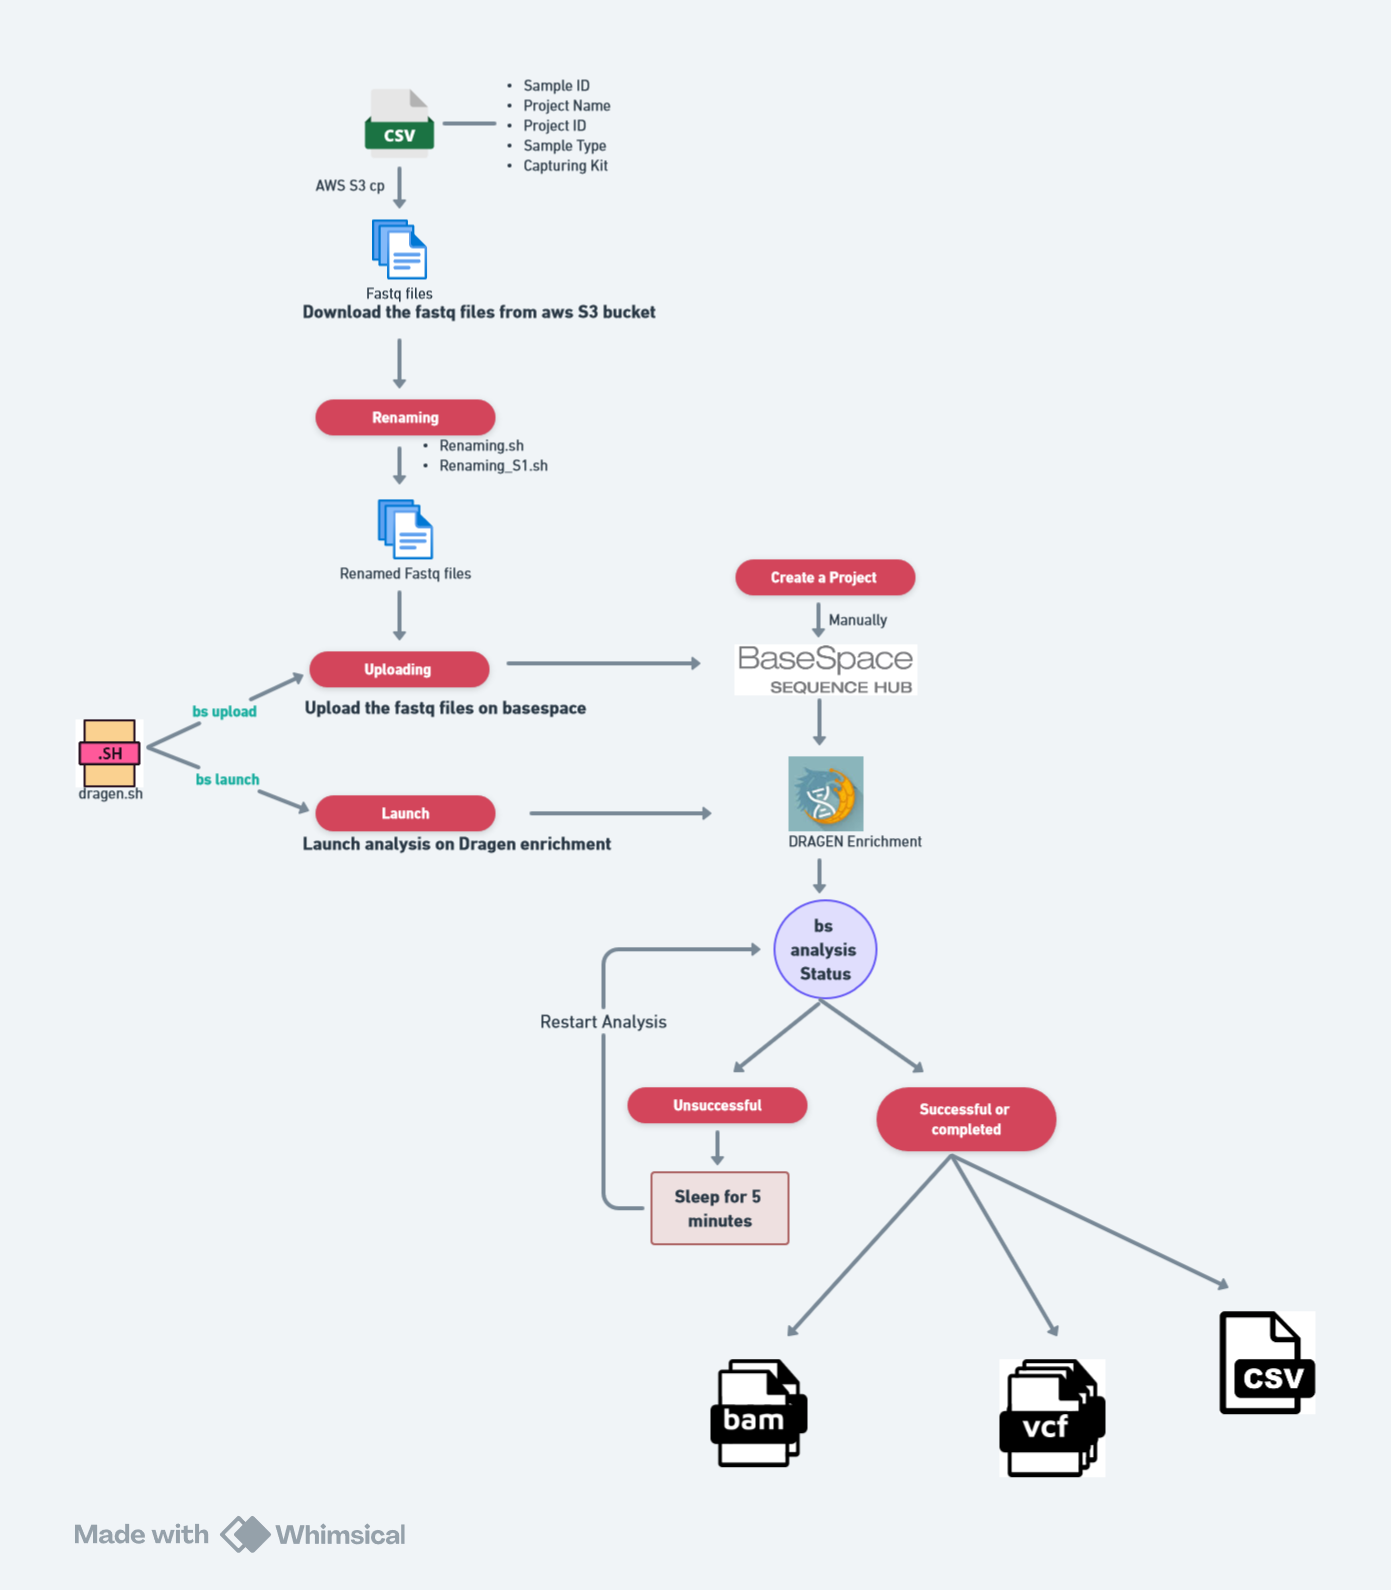 • Sample ID
• Project Name
• Project ID
• Sample Type
• Capturing Kit
CSV
AWS S3 cp
Fastq files
Download the fastq files from aws S3 bucket
Renaming
• Renaming.sh
• Renaming_S1.sh
Renamed Fastq files
Create a Project
Manually
BaseSpace
SEQUENCE HUB
Uploading
Upload the fastq files on basespace
bs upload
.SH
dragen.sh
bs launch
Launch
Launch analysis on Dragen enrichment
DRAGEN Enrichment
bs
analysis
Status
Restart Analysis
Unsuccessful
Successful or
completed
Sleep for 5
minutes
bam
vcf
CSV
Made with Whimsical